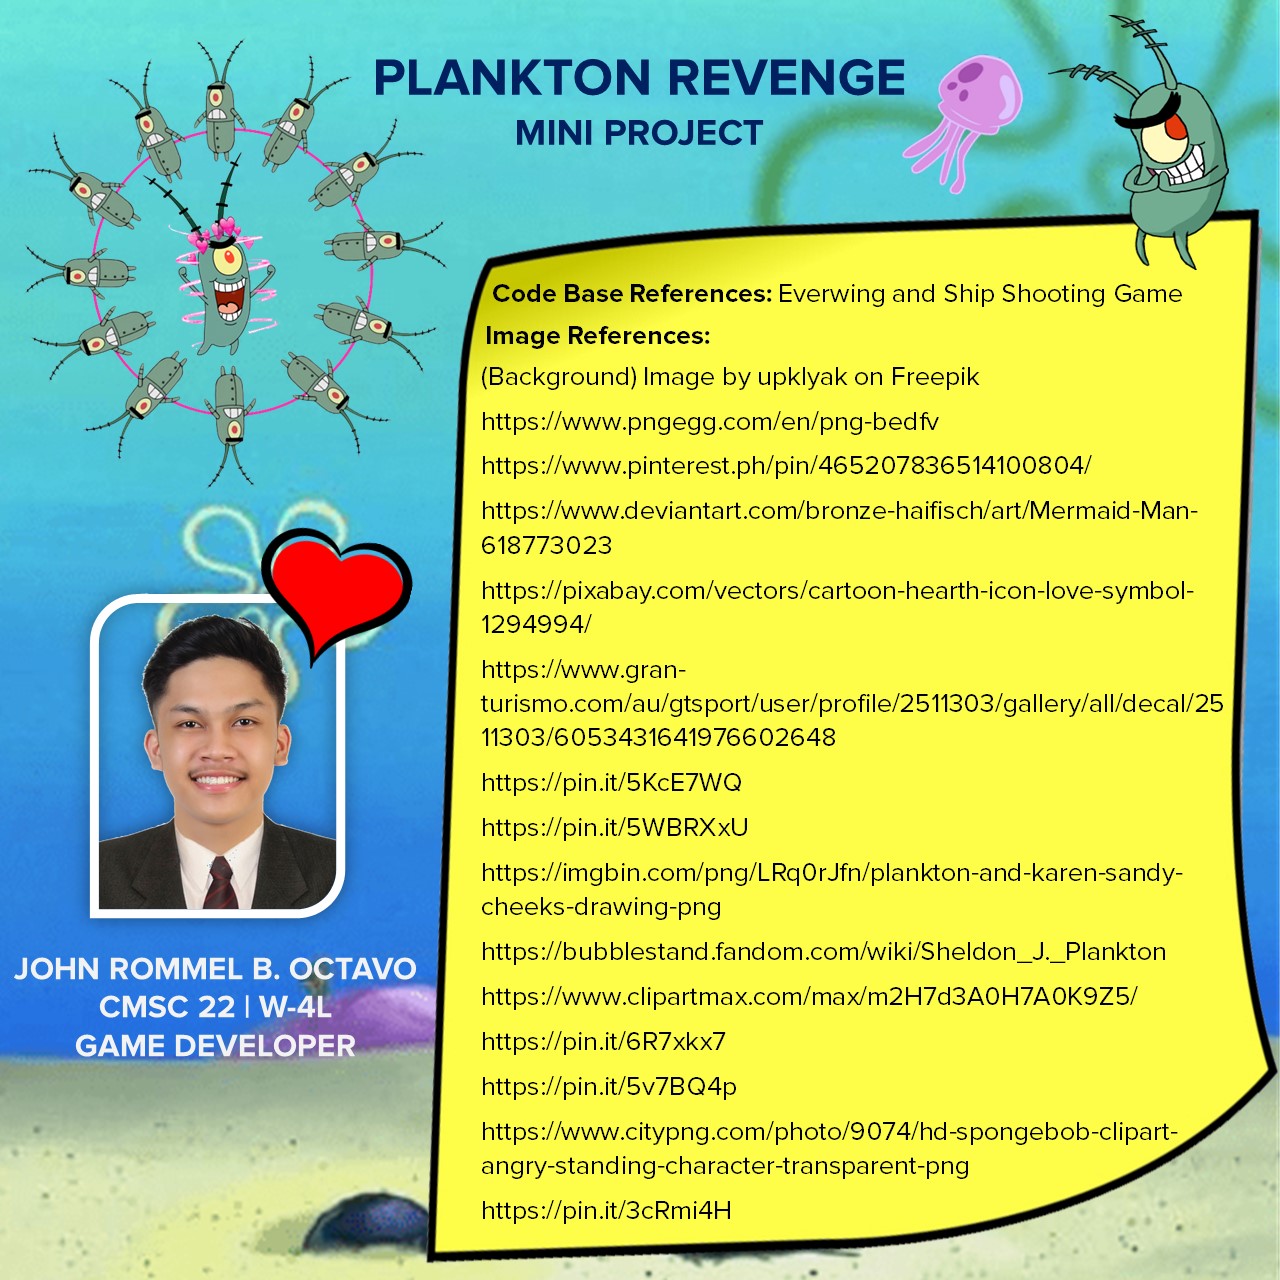 PLANKTON REVENGE
MINI PROJECT
Code Base References: Everwing and Ship Shooting Game
Image References:
(Background) Image by upklyak on Freepik
https://www.pngegg.com/en/png-bedfv
https://www.pinterest.ph/pin/465207836514100804/
https://www.deviantart.com/bronze-haifisch/art/Mermaid-Man-
618773023
https://pixabay.com/vectors/cartoon-hearth-icon-love-symbol-
1294994/
https://www.gran-
turismo.com/au/gtsport/user/profile/2511303/gallery/all/decal/25
11303/6053431641976602648
https://pin.it/5KcE7WQ
https://pin.it/5WBRXxU
https://imgbin.com/png/LRq0rJfn/plankton-and-karen-sandy-
cheeks-drawing-png
https://bubblestand.fandom.com/wiki/Sheldon_J._Plankton
https://www.clipartmax.com/max/m2H7d3A0H7A0K9Z5/
https://pin.it/6R7xkx7
https://pin.it/5v7BQ4p
https://www.citypng.com/photo/9074/hd-spongebob-clipart-
angry-standing-character-transparent-png
https://pin.it/3cRmi4H
JOHN ROMMEL B. OCTAVO
CMSC 22 | W-4L
GAME DEVELOPER